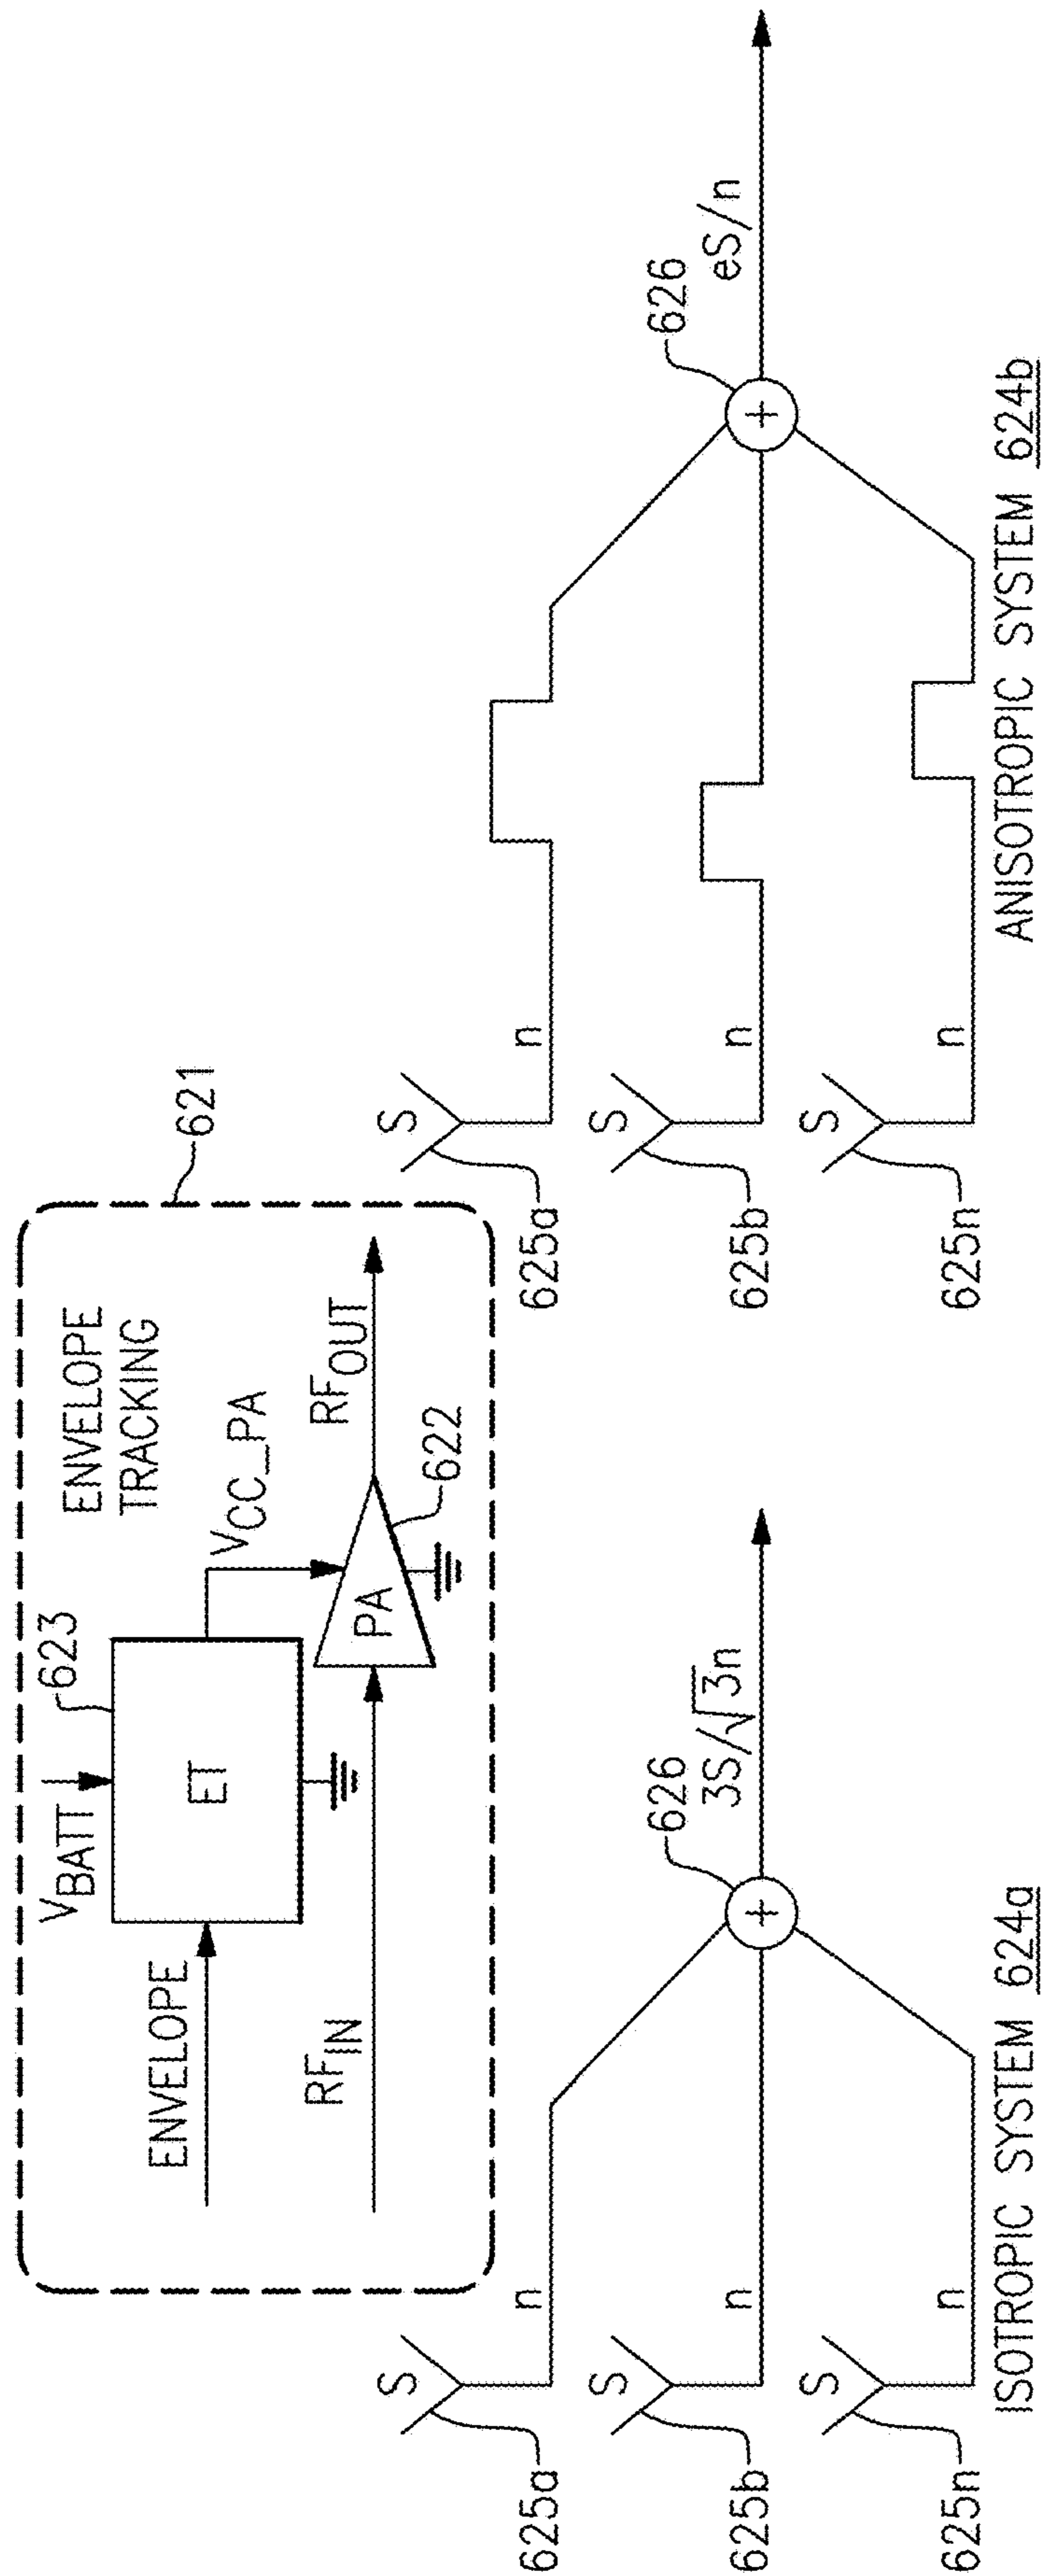 621
ENVELOPE
TRACKING
V_BATT
623
ENVELOPE
ET
V_CC_PA
RF_IN
PA
RF_OUT
622
S
n
625a
S
n
625b
S
n
625n
626
3S/√3n
ISOTROPIC SYSTEM 624a
S
n
625a
S
n
625b
S
n
625n
626
eS/n
ANISOTROPIC SYSTEM 624b